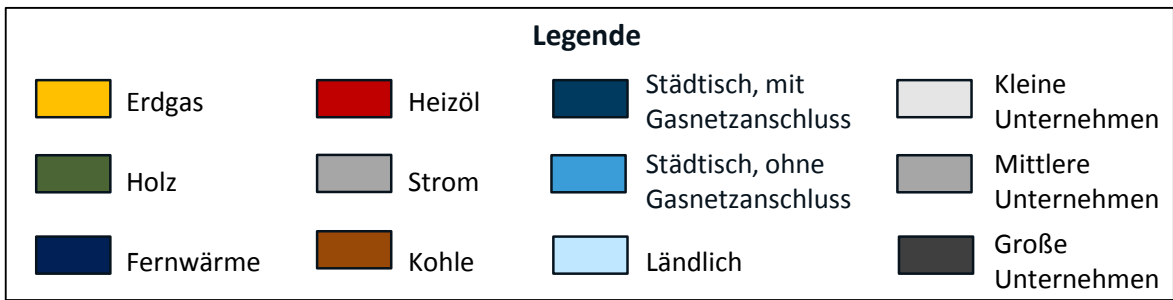 Legende
Erdgas
Heizöl
Städtisch, mit
Gasnetzanschluss
Kleine
Unternehmen
Holz
Strom
Städtisch, ohne
Gasnetzanschluss
Mittlere
Unternehmen
Fernwärme
Kohle
Ländlich
Große
Unternehmen